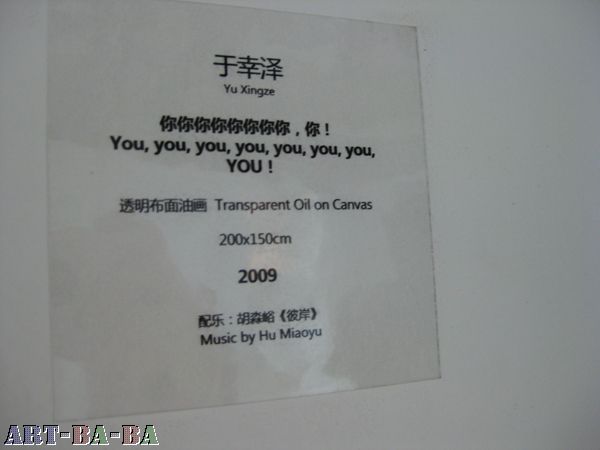 于幸泽
Yu Xingze
你你你你你你你你，你！
You, you, you, you, you, you, you,
YOU！
透明布面油画 Transparent Oil on Canvas
200x150cm
2009
配乐：胡淼峪《彼岸》
Music by Hu Miaoyu
ART-BA-BA